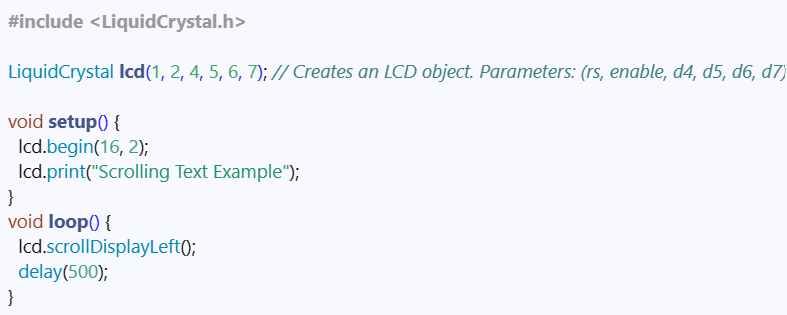 #include <LiquidCrystal.h>
LiquidCrystal lcd(1, 2, 4, 5, 6, 7); // Creates an LCD object. Parameters: (rs, enable, d4, d5, d6, d7)
void setup() {
lcd.begin(16, 2);
lcd.print("Scrolling Text Example");
}
void loop() {
lcd.scrollDisplayLeft();
delay(500);
}